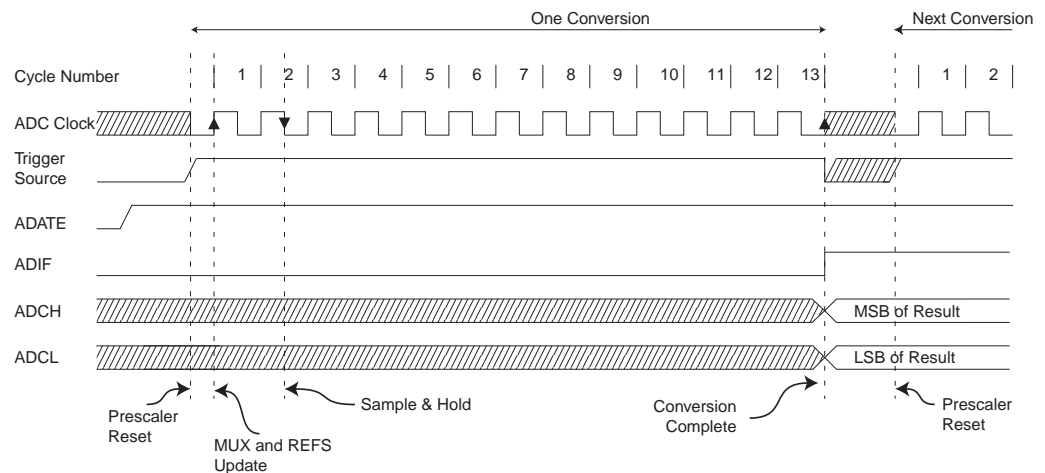 One Conversion Next Conversion
Cycle Number 1 2 3 4 5 6 7 8 9 10 11 12 13 1 2
ADC Clock
Trigger
Source
ADATE
ADIF
ADCH MSB of Result
ADCL LSB of Result
Prescaler
Reset
MUX and REFS
Update
Sample & Hold
Conversion
Complete
Prescaler
Reset